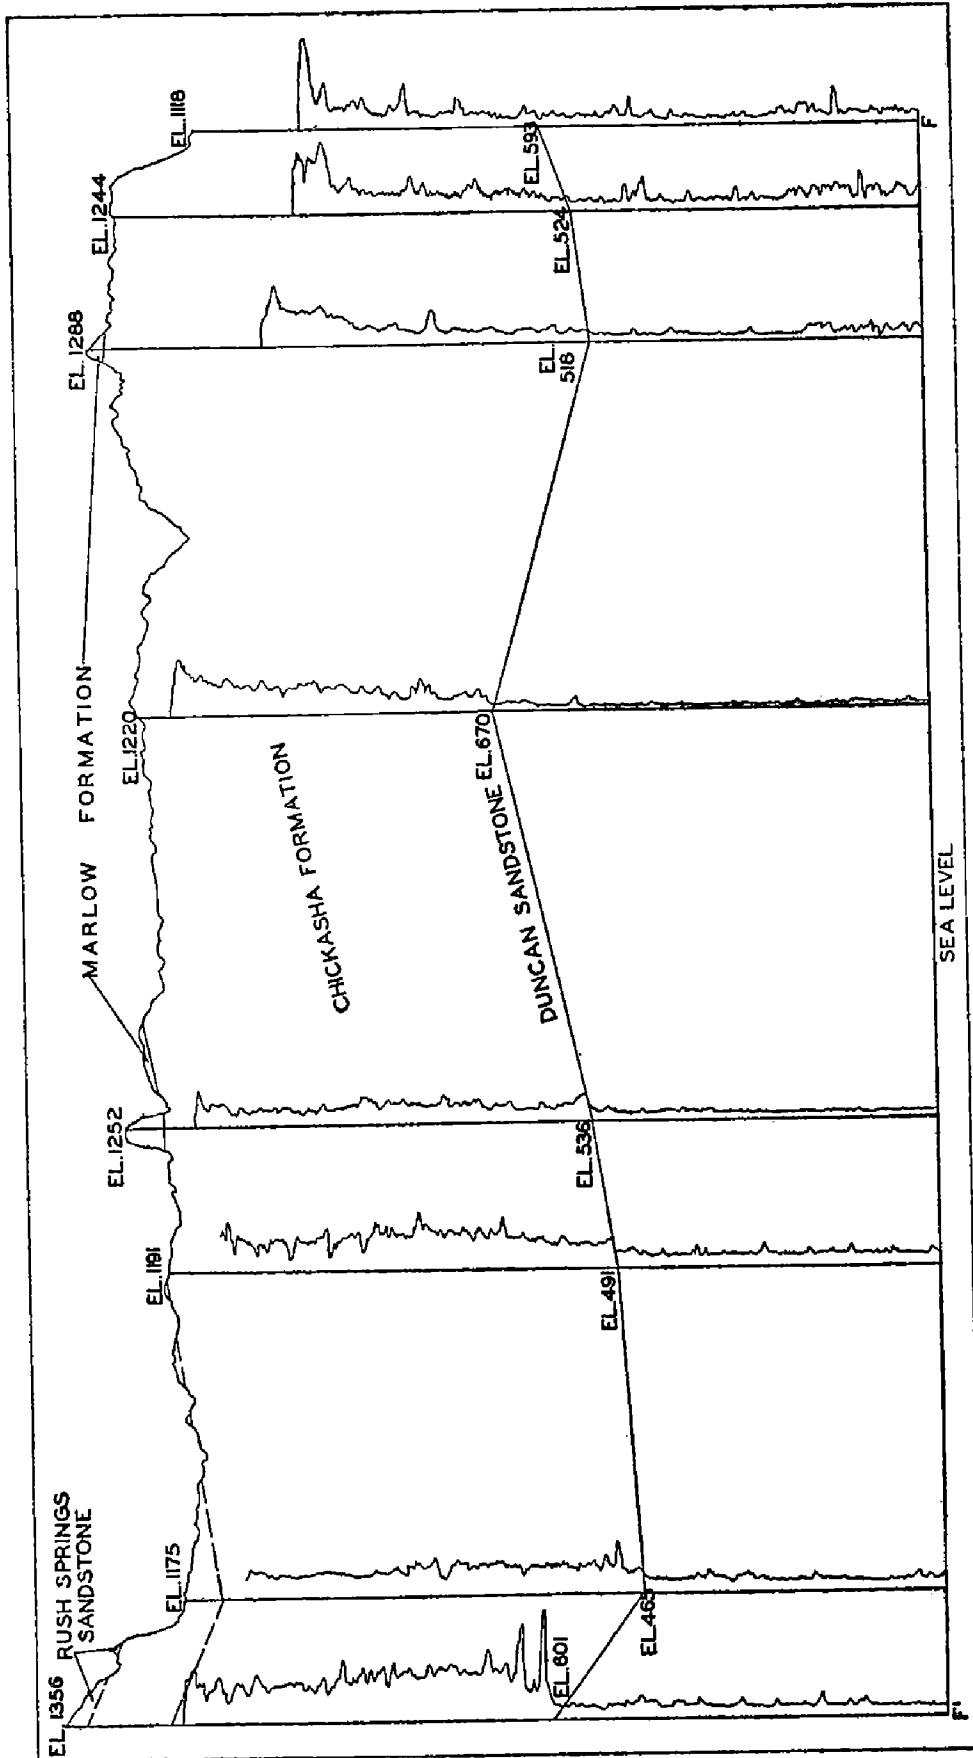 EL. 1356
RUSH SPRINGS
SANDSTONE
EL.1175
EL.1191
EL.1252
MARLOW FORMATION
EL.1220
EL.1288
EL.1244
EL.1118
CHICKASHA FORMATION
DUNCAN SANDSTONE
EL.601
EL.465
EL.491
EL.536
EL.670
EL.
518
EL.524
EL.593
F'
SEA LEVEL
F